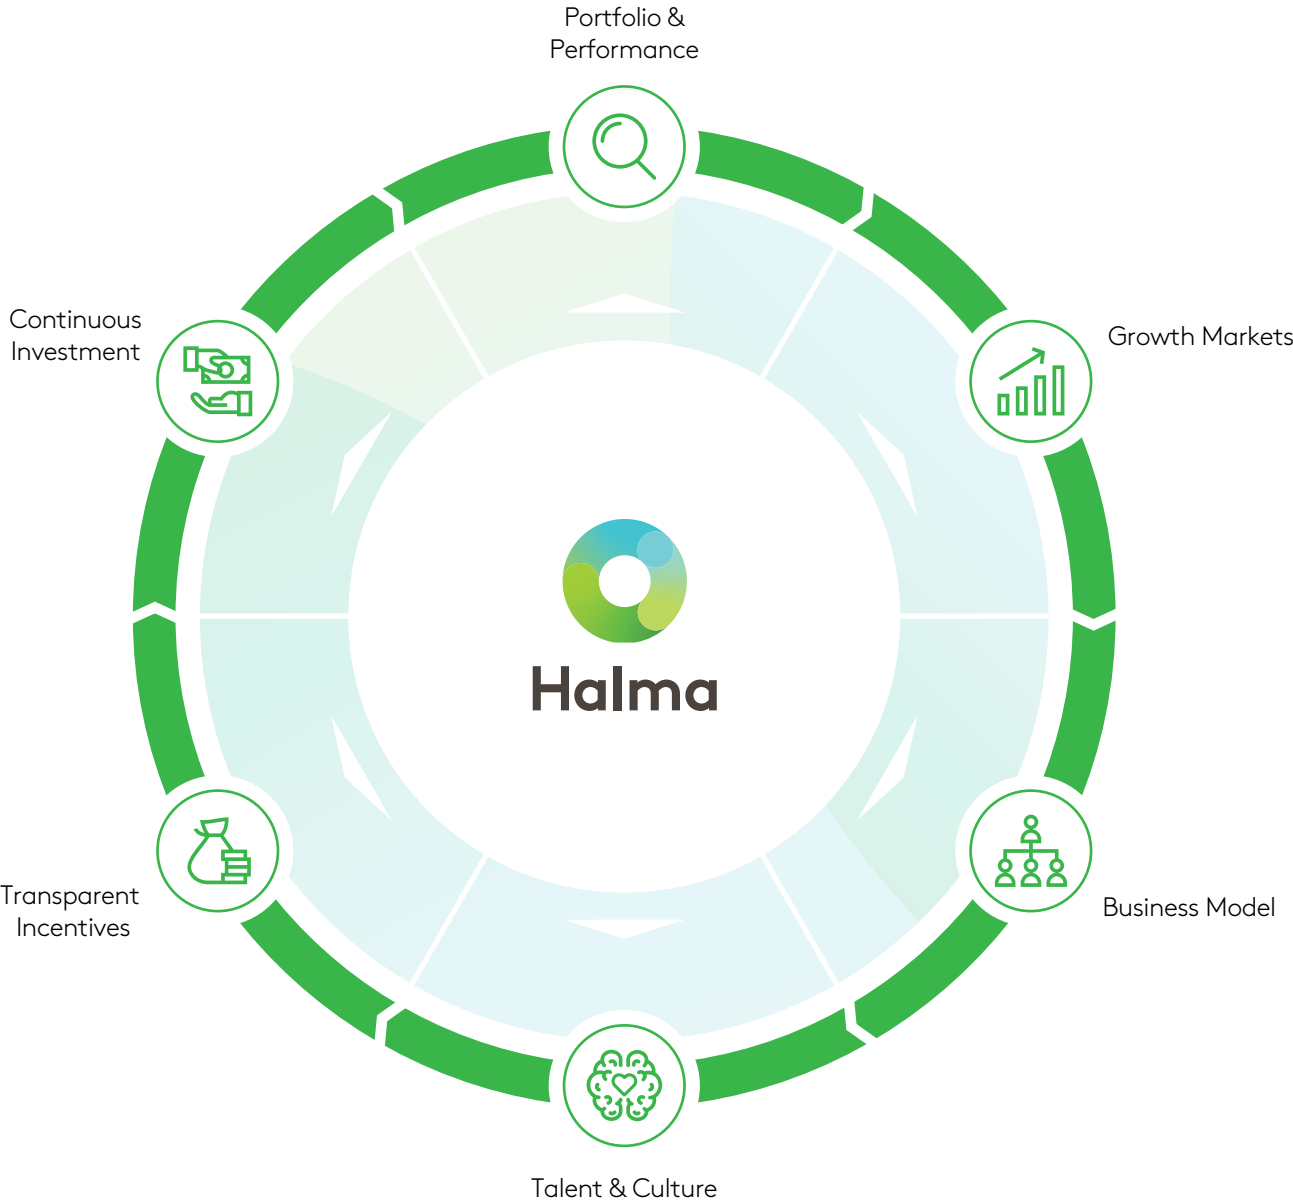 Portfolio &
Performance
Growth Markets
Continuous
Investment
Halma
Transparent
Incentives
Business Model
Talent & Culture